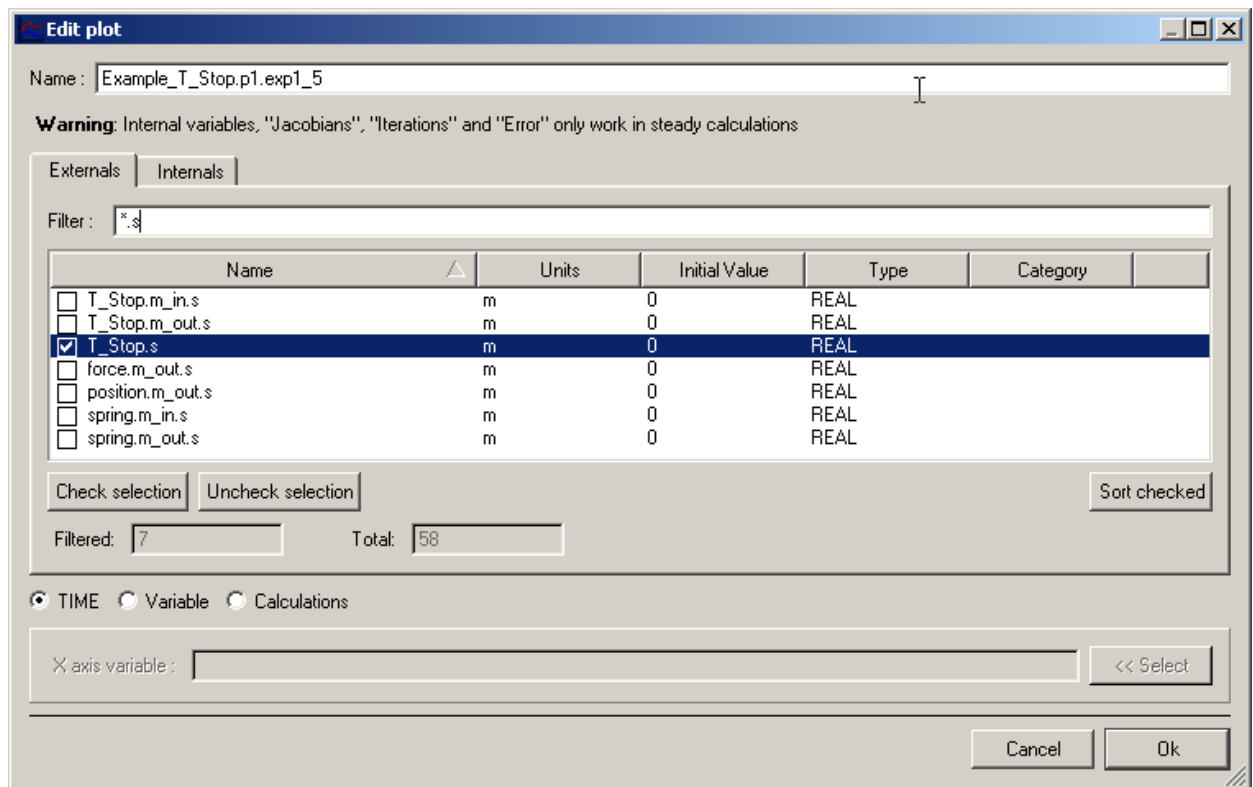 Edit plot
Name : Example_T_Stop.p1.exp1_5
Warning: Internal variables, "Jacobians", "Iterations" and "Error" only work in steady calculations
Externals Internals
Filter : *.s
Name Units Initial Value Type Category
T_Stop.m_in.s m 0 REAL
T_Stop.m_out.s m 0 REAL
T_Stop.s m 0 REAL
force.m_out.s m 0 REAL
position.m_out.s m 0 REAL
spring.m_in.s m 0 REAL
spring.m_out.s m 0 REAL
Check selection Uncheck selection Sort checked
Filtered: 7 Total: 58
TIME Variable Calculations
X axis variable : << Select
Cancel Ok